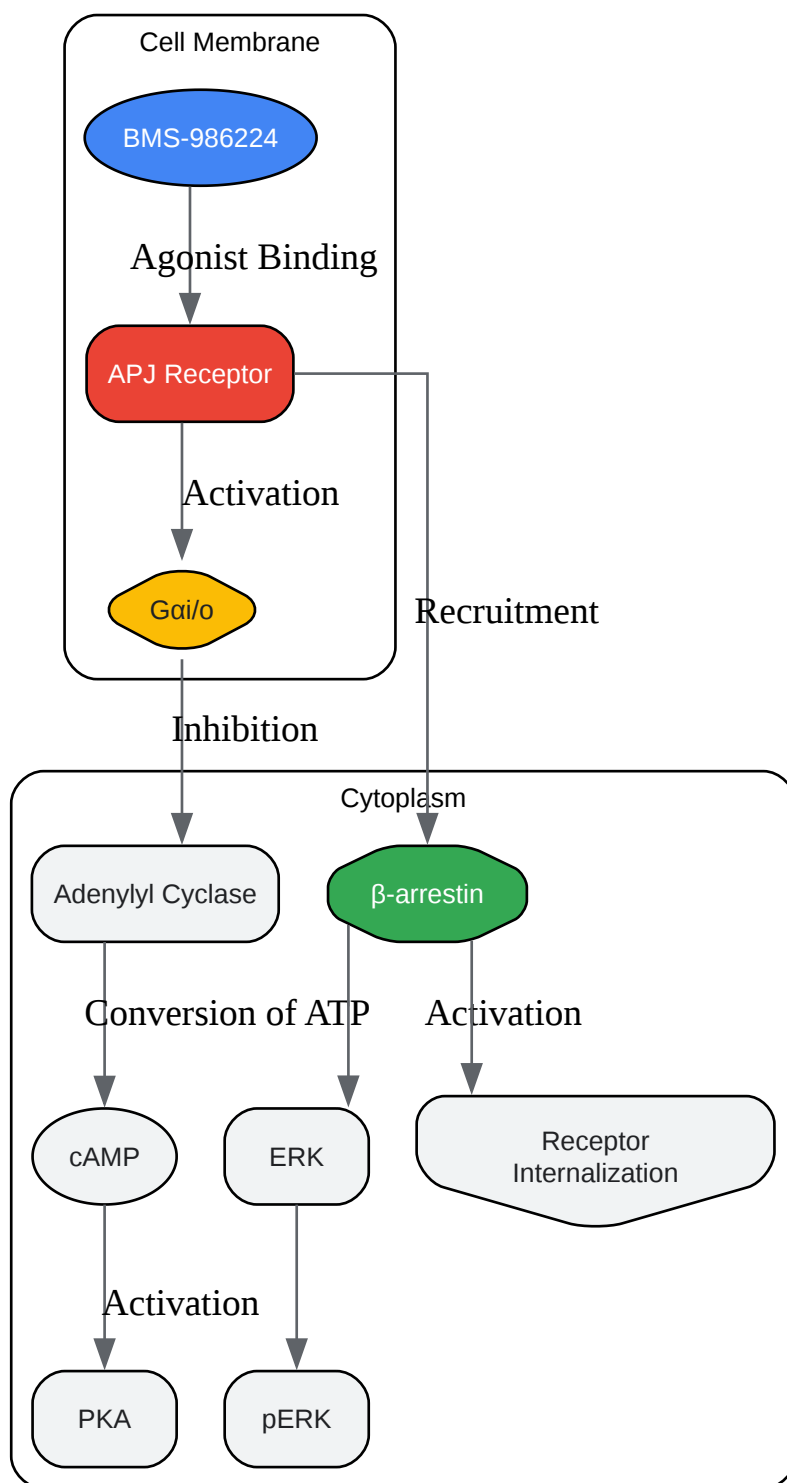 Cell Membrane
BMS-986224
Agonist Binding
APJ Receptor
Activation
Gαi/o
Recruitment
Inhibition
Cytoplasm
Adenylyl Cyclase
β-arrestin
Conversion of ATP
Activation
cAMP
ERK
Receptor
Internalization
Activation
PKA
pERK